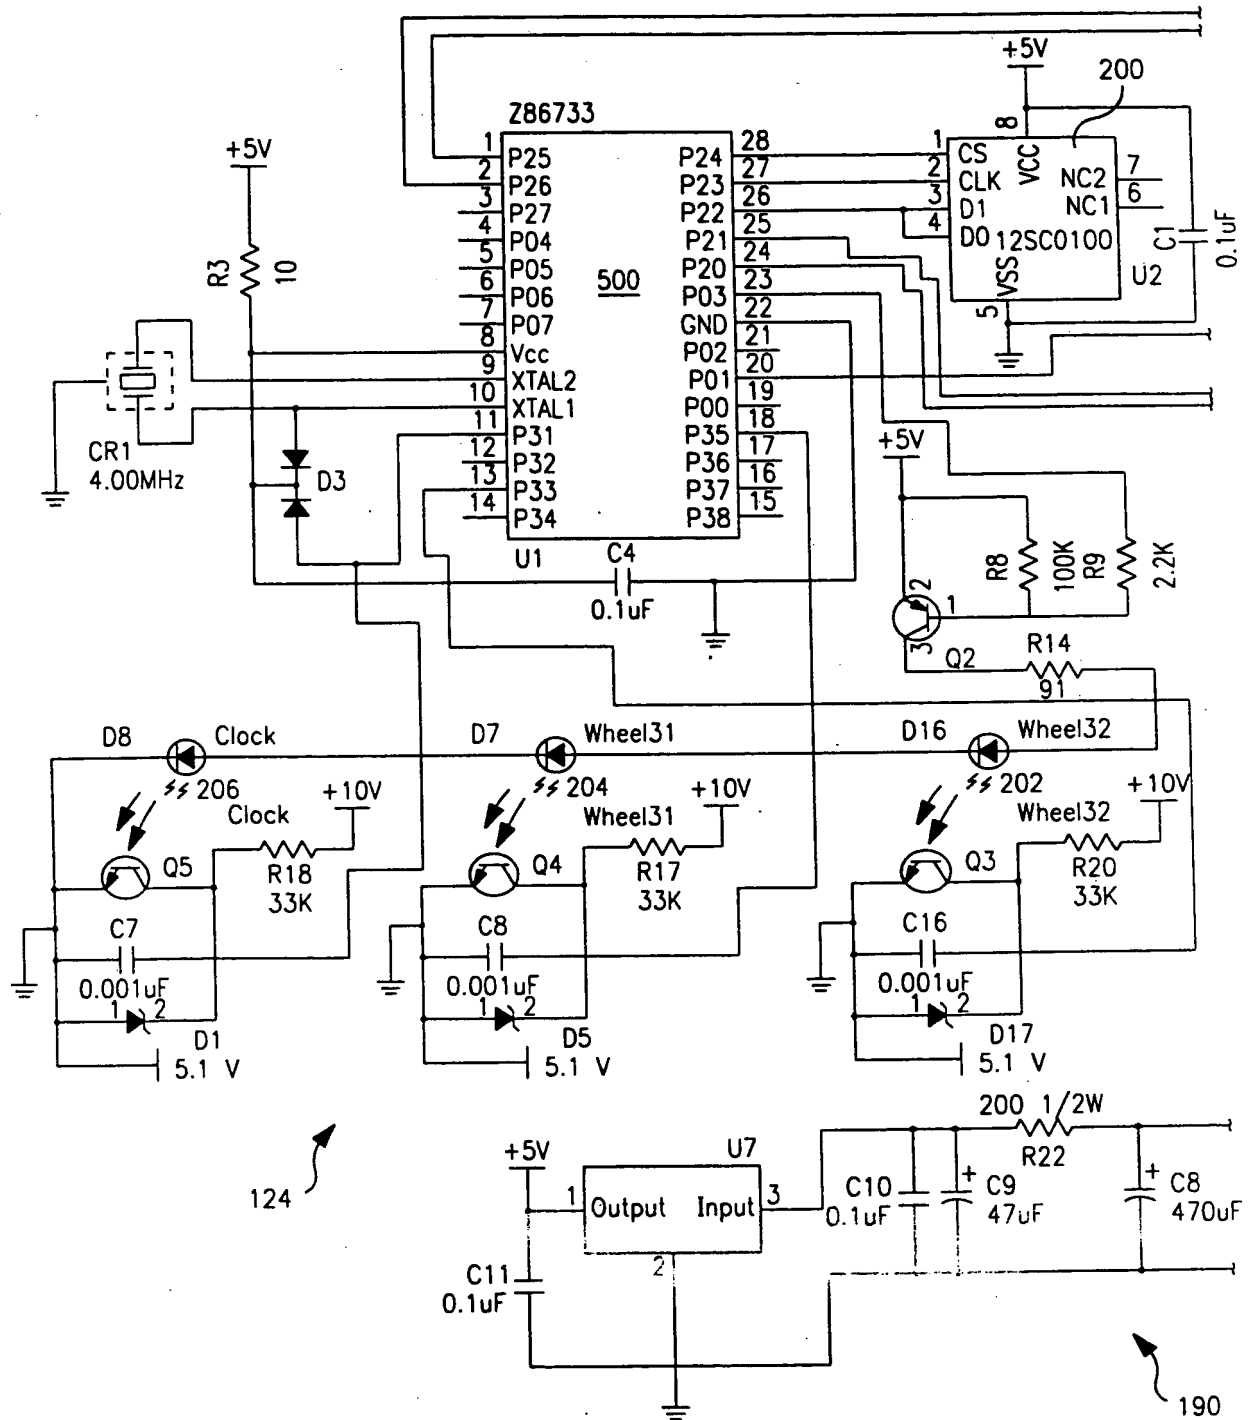 +5V
200
Z86733
+5V
R3
10
CR1
4.00MHz
D3
1
2
3
4
5
6
7
8
9
10
11
12
13
14
P25
P26
P27
P04
P05
P06
P07
Vcc
XTAL2
XTAL1
P31
P32
P33
P34
500
P24
P23
P22
P21
P20
P03
GND
P02
P01
P00
P35
P36
P37
P38
28
27
26
25
24
23
22
21
20
19
18
17
16
15
U1
C4
0.1uF
1
2
3
4
CS
CLK
D1
D0
8
VCC
NC2
NC1
7
6
12SC0100
VSS
5
U2
C1
0.1uF
+5V
R8
100K
R9
2.2K
2
1
3
Q2
R14
91
D8
Clock
206
Clock
+10V
Q5
R18
33K
C7
0.001uF
1
2
D1
5.1 V
D7
Wheel31
204
Wheel31
+10V
Q4
R17
33K
C8
0.001uF
1
2
D5
5.1 V
D16
Wheel32
202
Wheel32
+10V
Q3
R20
33K
C16
0.001uF
1
2
D17
5.1 V
124
+5V
U7
1
Output
Input
3
2
C11
0.1uF
200 1/2W
R22
C10
0.1uF
+
C9
47uF
+
C8
470uF
190